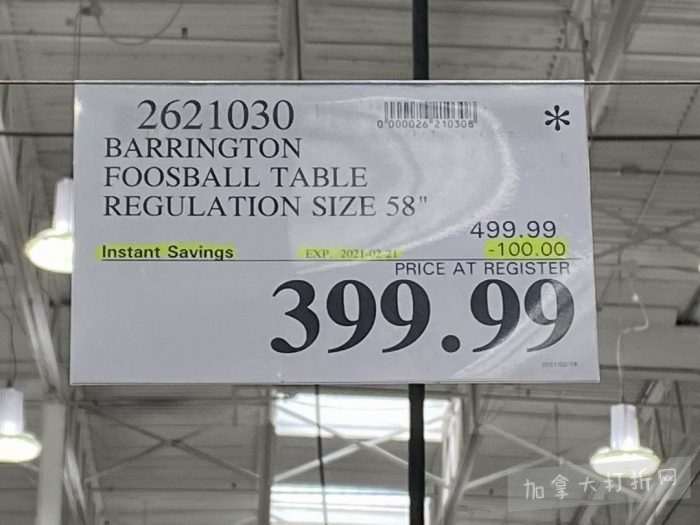 2621030
0 000026 210308
*
BARRINGTON
FOOSBALL TABLE
REGULATION SIZE 58"
499.99
Instant Savings EXP. 2021-02-21 -100.00
PRICE AT REGISTER
399.99
加拿大打折网